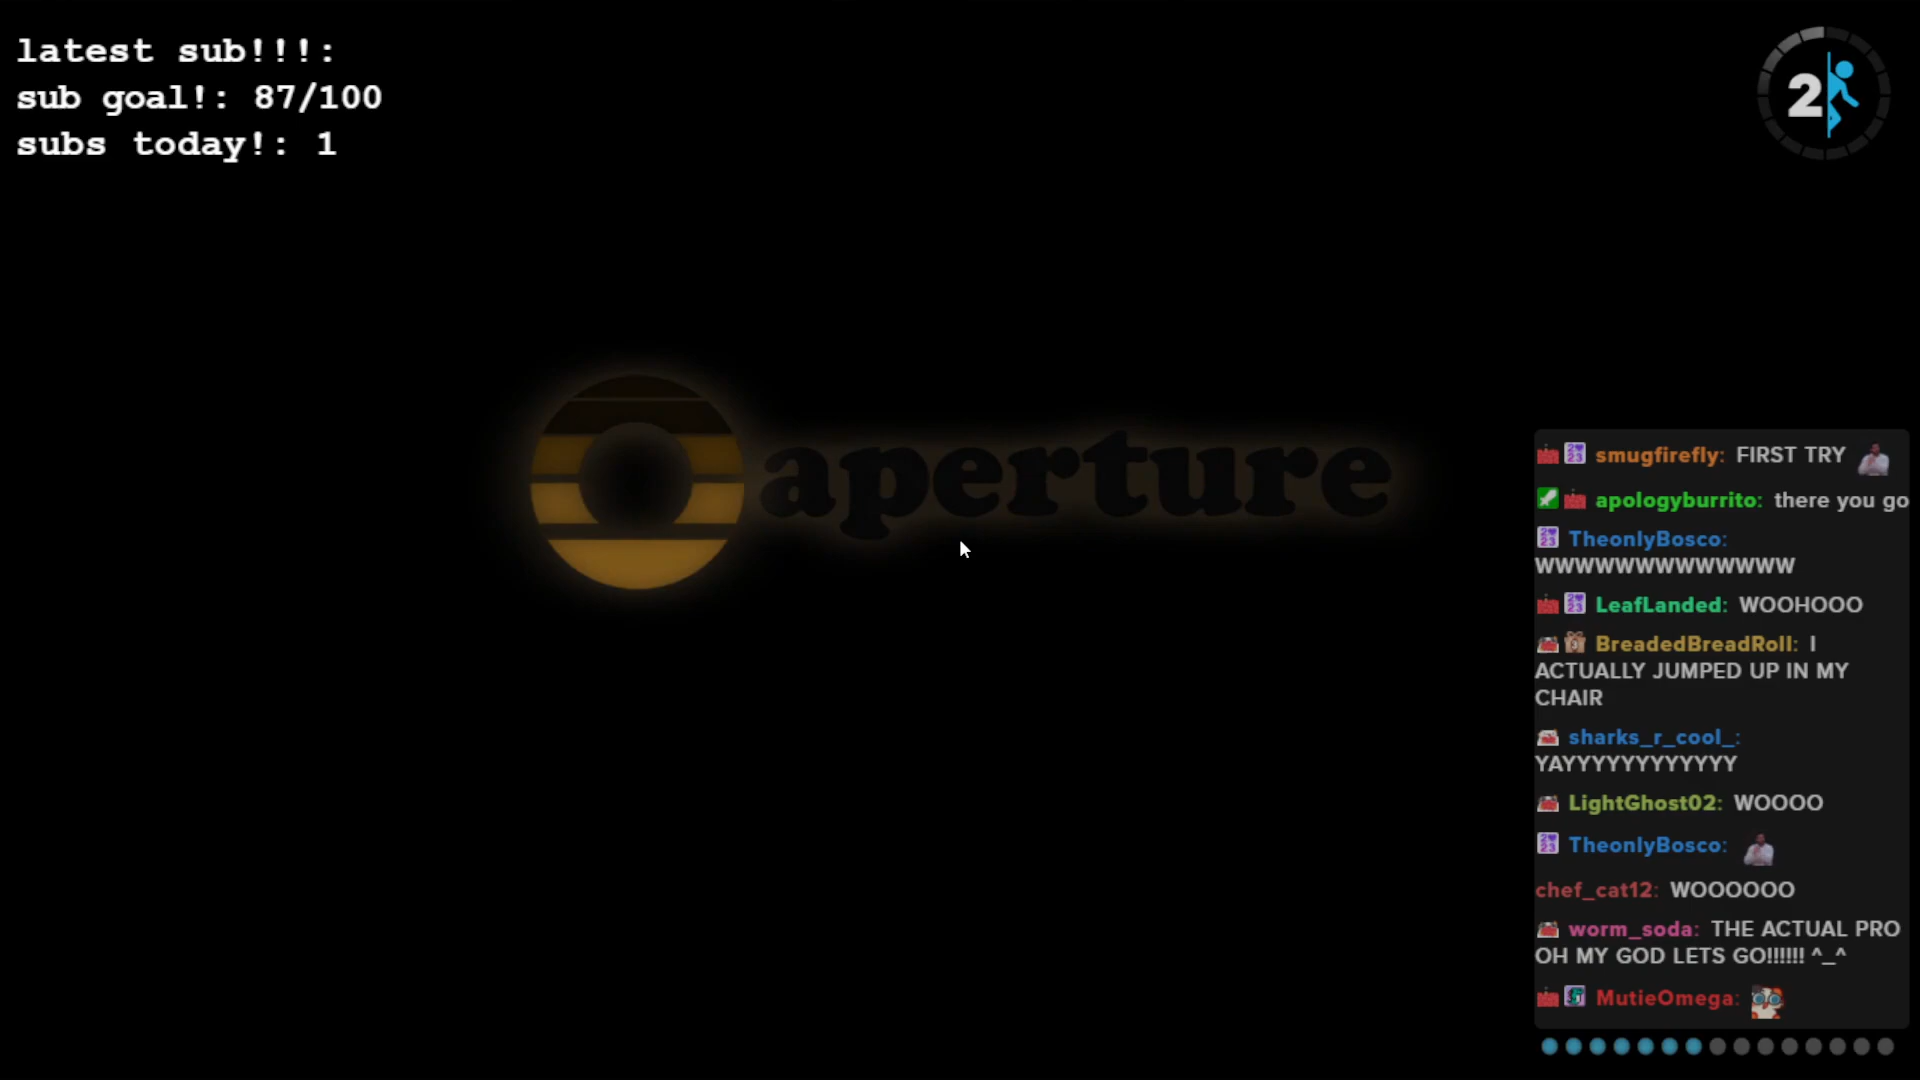 latest sub!!!:
sub goal!: 87/100
subs today!: 1
2
aperture
smugfirefly: FIRST TRY
apologyburrito: there you go
TheonlyBosco:
WWWWWWWWWWWWW
LeafLanded: WOOHOOO
BreadedBreadRoll: I
ACTUALLY JUMPED UP IN MY
CHAIR
sharks_r_cool_:
YAYYYYYYYYYYYY
LightGhost02: WOOOO
TheonlyBosco:
chef_cat12: WOOOOOO
worm_soda: THE ACTUAL PRO
OH MY GOD LETS GO!!!!!! ^_^
MutieOmega: